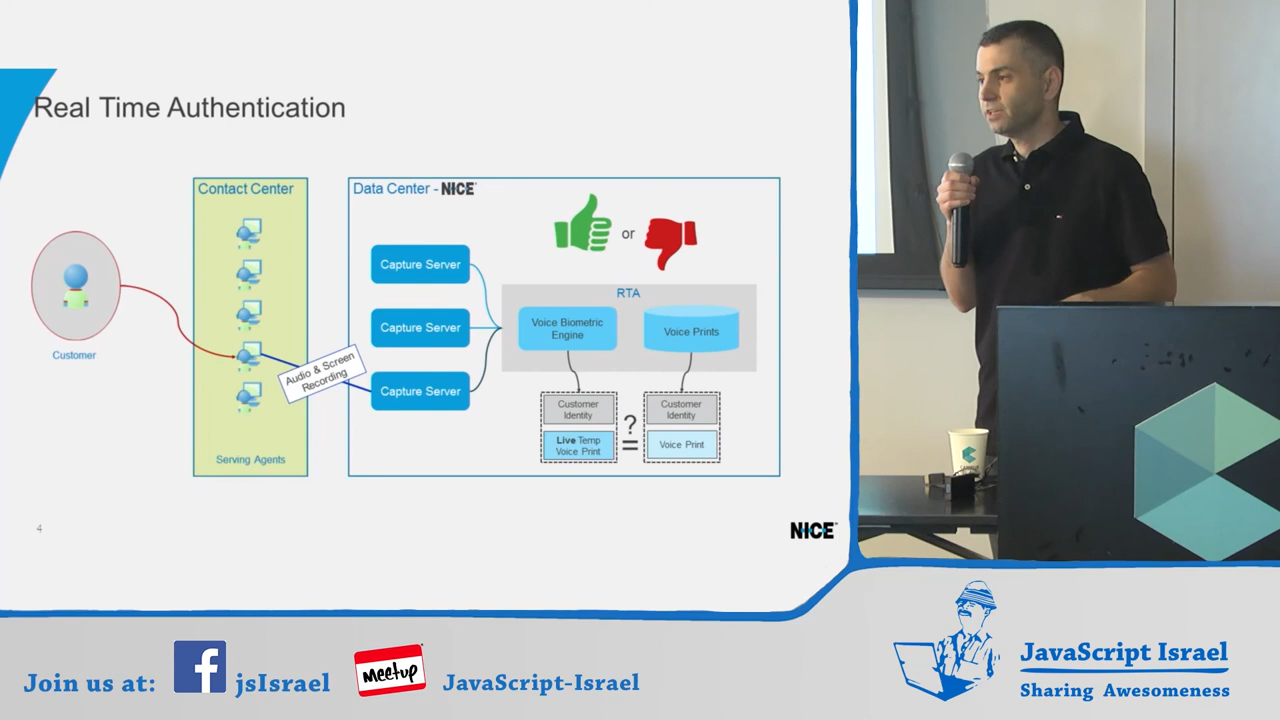 Real Time Authentication
Contact Center
Serving Agents
Customer
Audio & Screen
Recording
Data Center - NICE
Capture Server
Capture Server
Capture Server
or
RTA
Voice Biometric
Engine
Voice Prints
Customer
Identity
Live Temp
Voice Print
?
=
Customer
Identity
Voice Print
4
NICE
Join us at:
f
jsIsrael
meetup
JavaScript-Israel
JavaScript Israel
Sharing Awesomeness